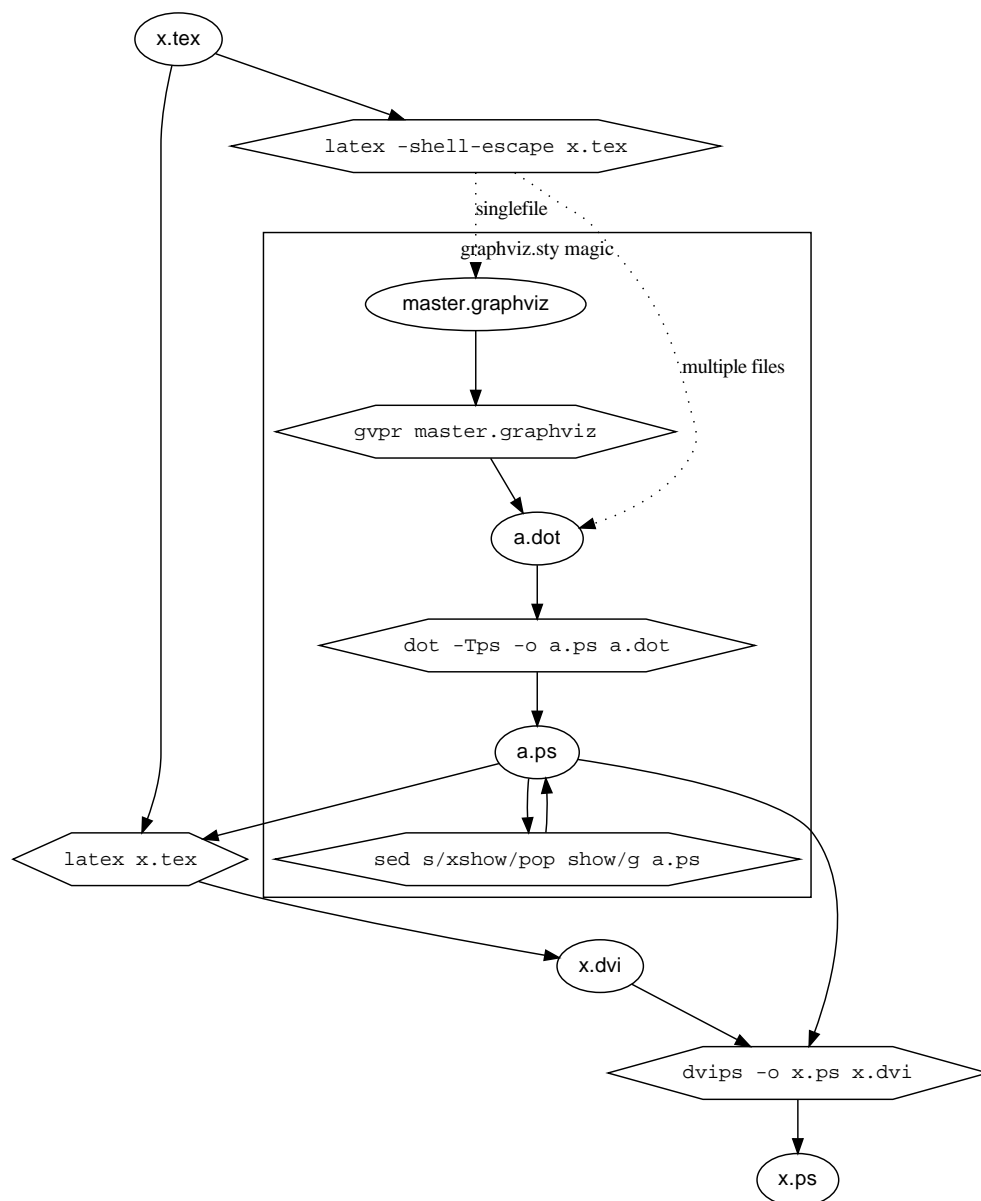 x.tex
latex -shell-escape x.tex
singlefile
graphviz.sty magic
master.graphviz
multiple files
gvpr master.graphviz
a.dot
dot -Tps -o a.ps a.dot
a.ps
latex x.tex
sed s/xshow/pop show/g a.ps
x.dvi
dvips -o x.ps x.dvi
x.ps